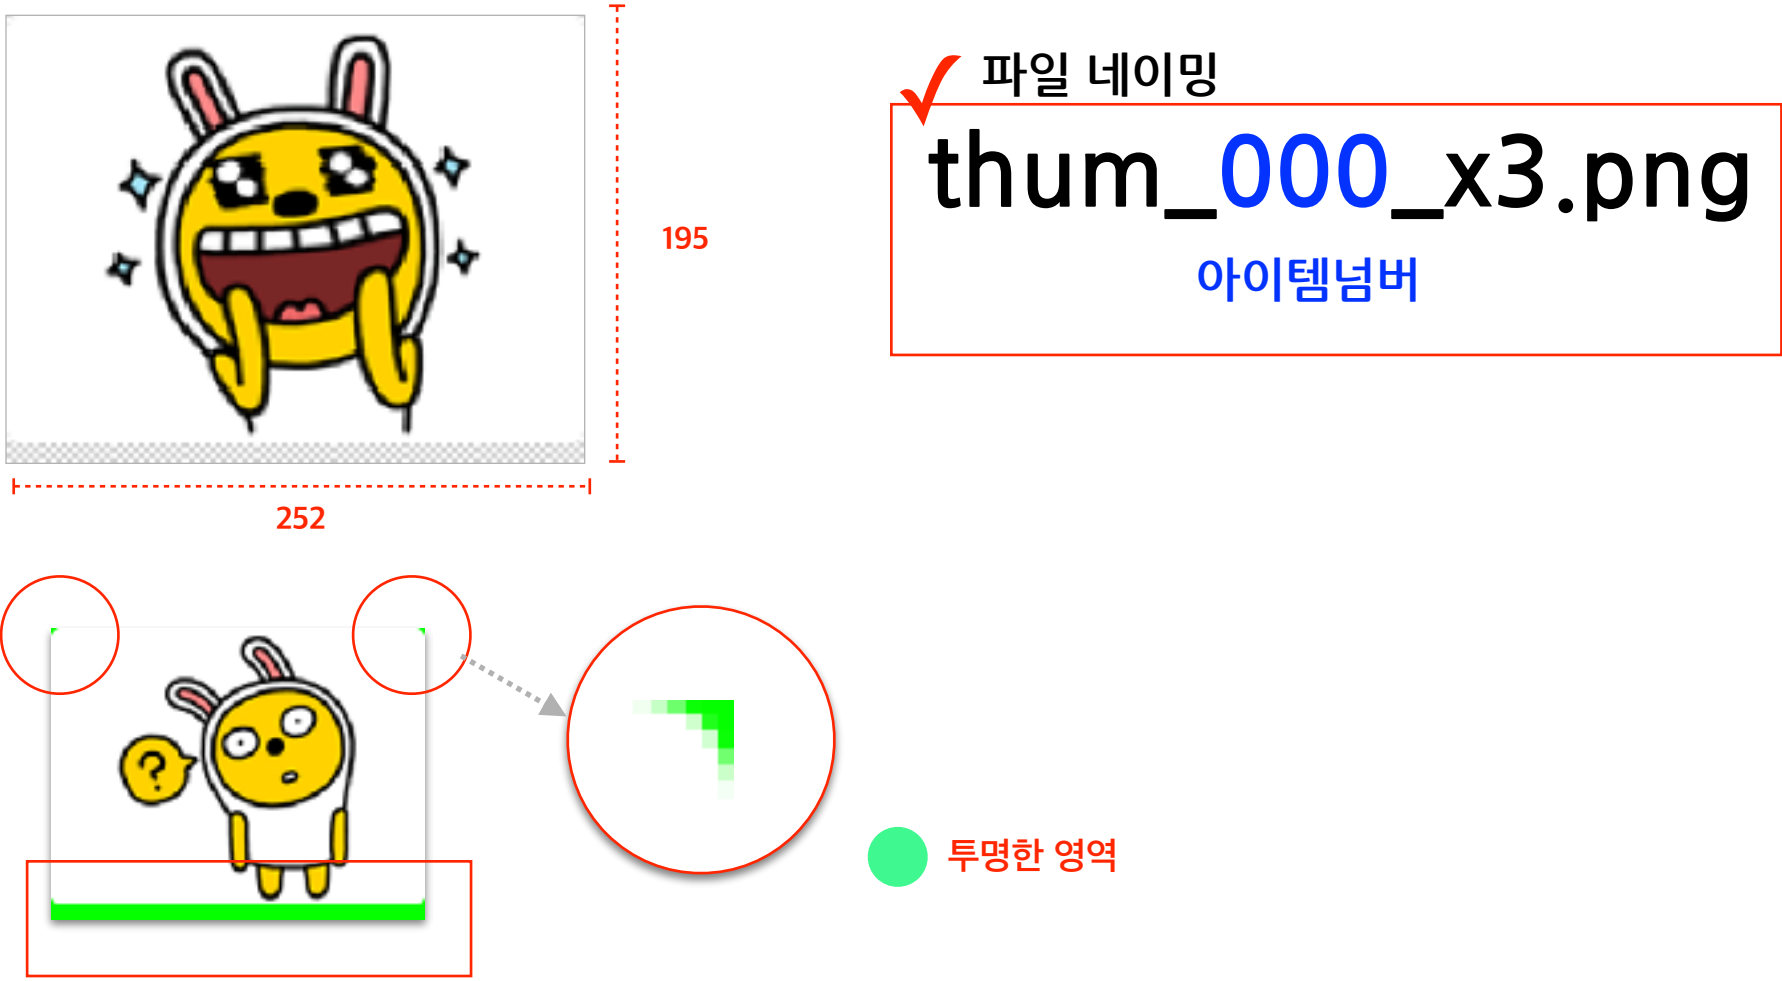 파일 네이밍
thum_000_x3.png
아이템넘버
195
252
?
투명한 영역